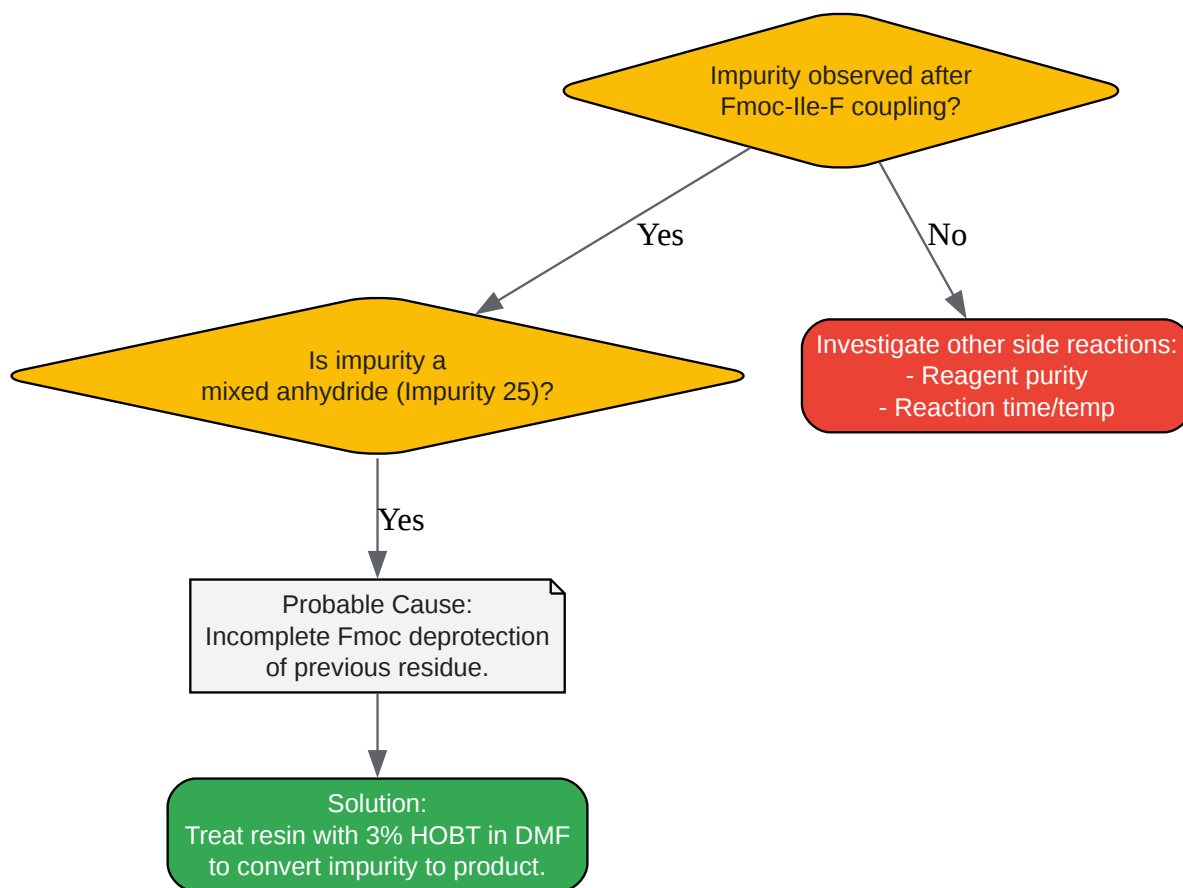 Impurity observed after
Fmoc-Ile-F coupling?
Yes
No
Is impurity a
mixed anhydride (Impurity 25)?
Investigate other side reactions:
- Reagent purity
- Reaction time/temp
Yes
Probable Cause:
Incomplete Fmoc deprotection
of previous residue.
Solution:
Treat resin with 3% HOBT in DMF
to convert impurity to product.